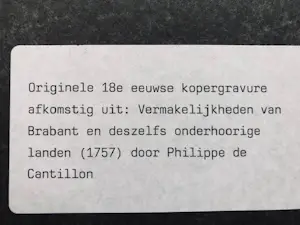 Originele 18e eeuwse kopergravure
afkomstig uit: Vermakelijkheden van
Brabant en deszelfs onderhoorige
landen (1757) door Philippe de
Cantillon